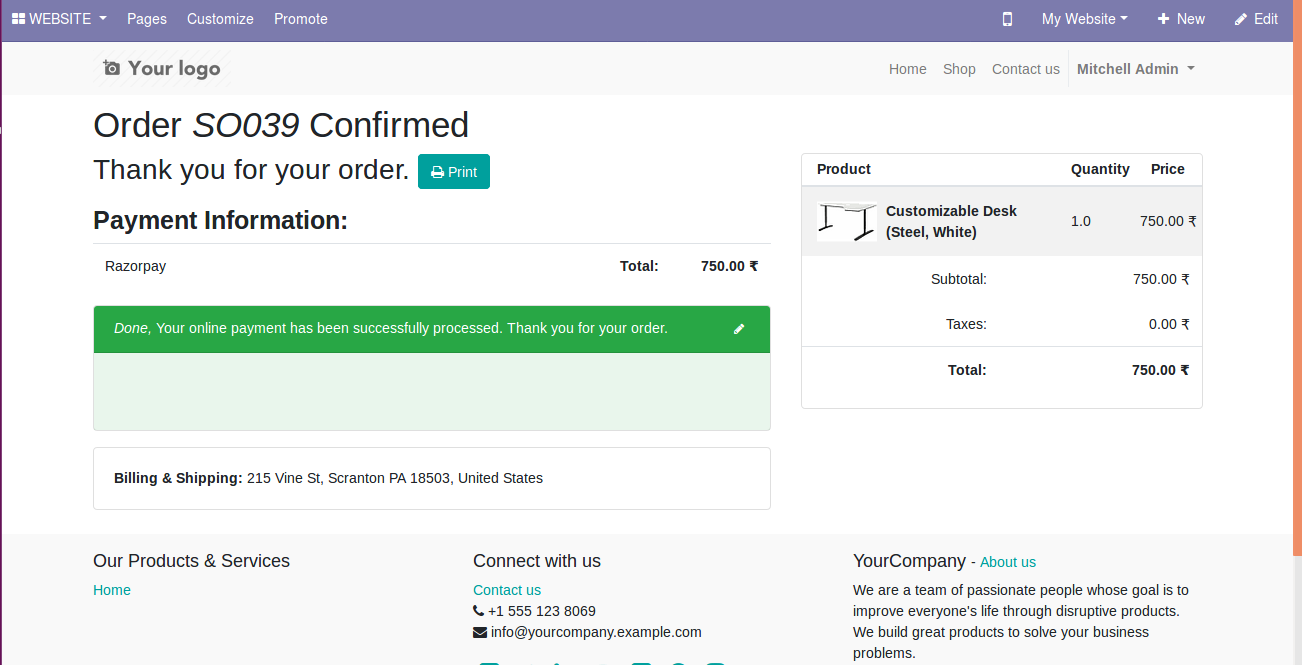 WEBSITE Pages Customize Promote My Website New Edit
Your logo Home Shop Contact us Mitchell Admin
Order SO039 Confirmed
Thank you for your order. Print
Payment Information:
Razorpay Total: 750.00 ₹
Done, Your online payment has been successfully processed. Thank you for your order.
Billing & Shipping: 215 Vine St, Scranton PA 18503, United States
Product Quantity Price
Customizable Desk
(Steel, White) 1.0 750.00 ₹
Subtotal: 750.00 ₹
Taxes: 0.00 ₹
Total: 750.00 ₹
Our Products & Services
Home
Connect with us
Contact us
+1 555 123 8069
info@yourcompany.example.com
YourCompany - About us
We are a team of passionate people whose goal is to
improve everyone's life through disruptive products.
We build great products to solve your business
problems.